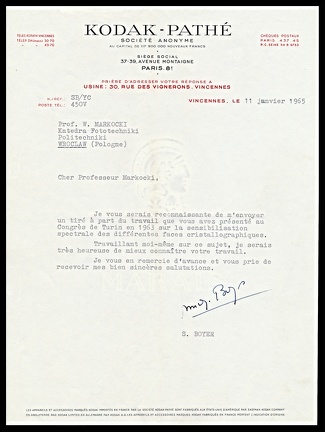 KODAK-PATHÉ
SOCIÉTÉ ANONYME
SIÈGE SOCIAL
37-39, AVENUE MONTAIGNE
PARIS. 8ᵉ
PRIÈRE D'ADRESSER VOTRE RÉPONSE A
USINE : 30, RUE DES VIGNERONS, VINCENNES
N/RÉF. : SB/YC
POSTE TÉL. : 450V
VINCENNES, LE 11 janvier 1965
Prof. W. MARKOCKI
Katedra Fototechniki
Politechniki
WROCLAW (Pologne)
Cher Professeur Markocki,
Je vous serais reconnaissante de m'envoyer
un tiré à part du travail que vous avez présenté au
Congrès de Turin en 1963 sur la sensibilisation
spectrale des différentes faces cristallographiques.
Travaillant moi-même sur ce sujet, je serais
très heureuse de mieux connaître votre travail.
Je vous en remercie d'avance et vous prie de
recevoir mes bien sincères salutations.
S. BOYER